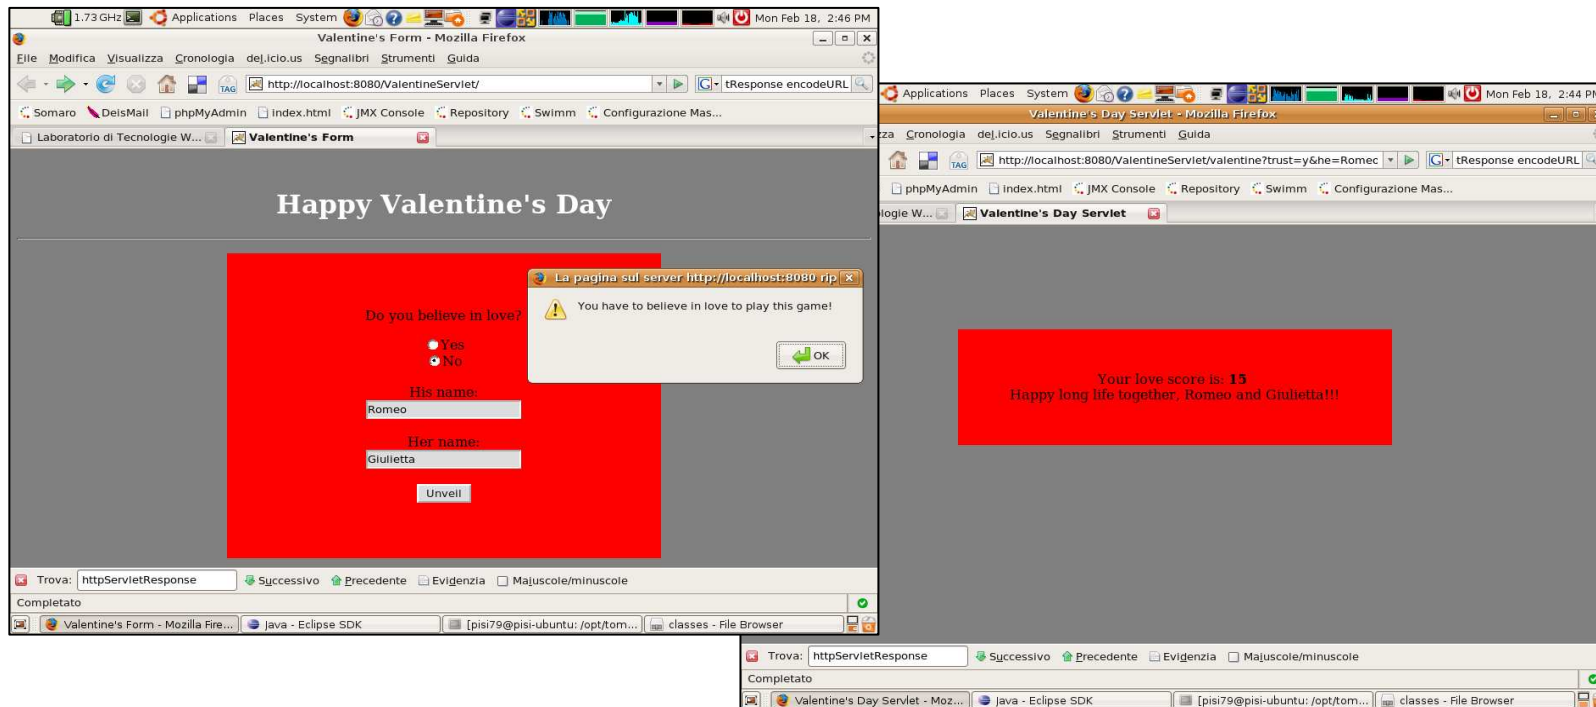 1.73 GHz Applications Places System Mon Feb 18, 2:46 PM
Valentine's Form - Mozilla Firefox
File Modifica Visualizza Cronologia del.icio.us Segnalibri Strumenti Guida
TAG http://localhost:8080/ValentineServlet/ G tResponse encodeURL
Somaro DeisMail phpMyAdmin index.html JMX Console Repository Swimm Configurazione Mas...
Laboratorio di Tecnologie W... Valentine's Form
Happy Valentine's Day
Do you believe in love?
Yes
No
His name:
Romeo
Her name:
Giulietta
Unveil
La pagina sul server http://localhost:8080 rip
You have to believe in love to play this game!
OK
Trova: httpServletResponse Successivo Precedente Evidenzia Maiuscole/minuscole
Completato
Valentine's Form - Mozilla Fire... Java - Eclipse SDK [pisi79@pisi-ubuntu: /opt/tom... classes - File Browser
Applications Places System Mon Feb 18, 2:44 PM
Valentine's Day Servlet - Mozilla Firefox
zza Cronologia del.icio.us Segnalibri Strumenti Guida
TAG http://localhost:8080/ValentineServlet/valentine?trust=y&he=Romeo G tResponse encodeURL
phpMyAdmin index.html JMX Console Repository Swimm Configurazione Mas...
ologie W... Valentine's Day Servlet
Your love score is: 15
Happy long life together, Romeo and Giulietta!!!
Trova: httpServletResponse Successivo Precedente Evidenzia Maiuscole/minuscole
Completato
Valentine's Day Servlet - Moz... Java - Eclipse SDK [pisi79@pisi-ubuntu: /opt/tom... classes - File Browser